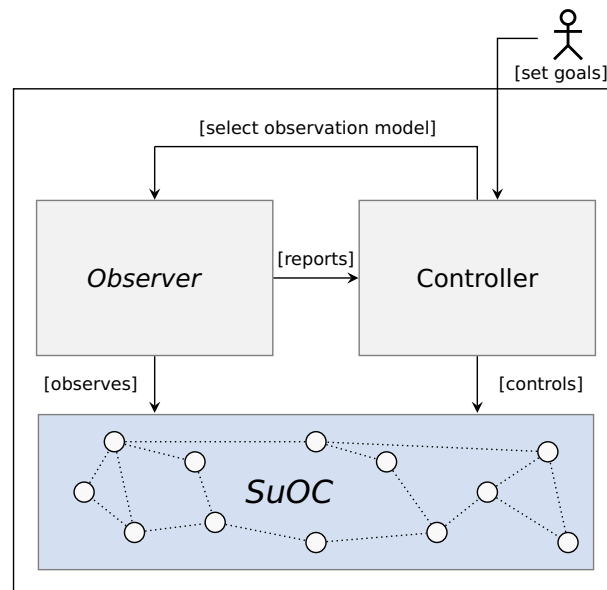 [set goals]
[select observation model]
Observer
[reports]
Controller
[observes]
[controls]
SuOC